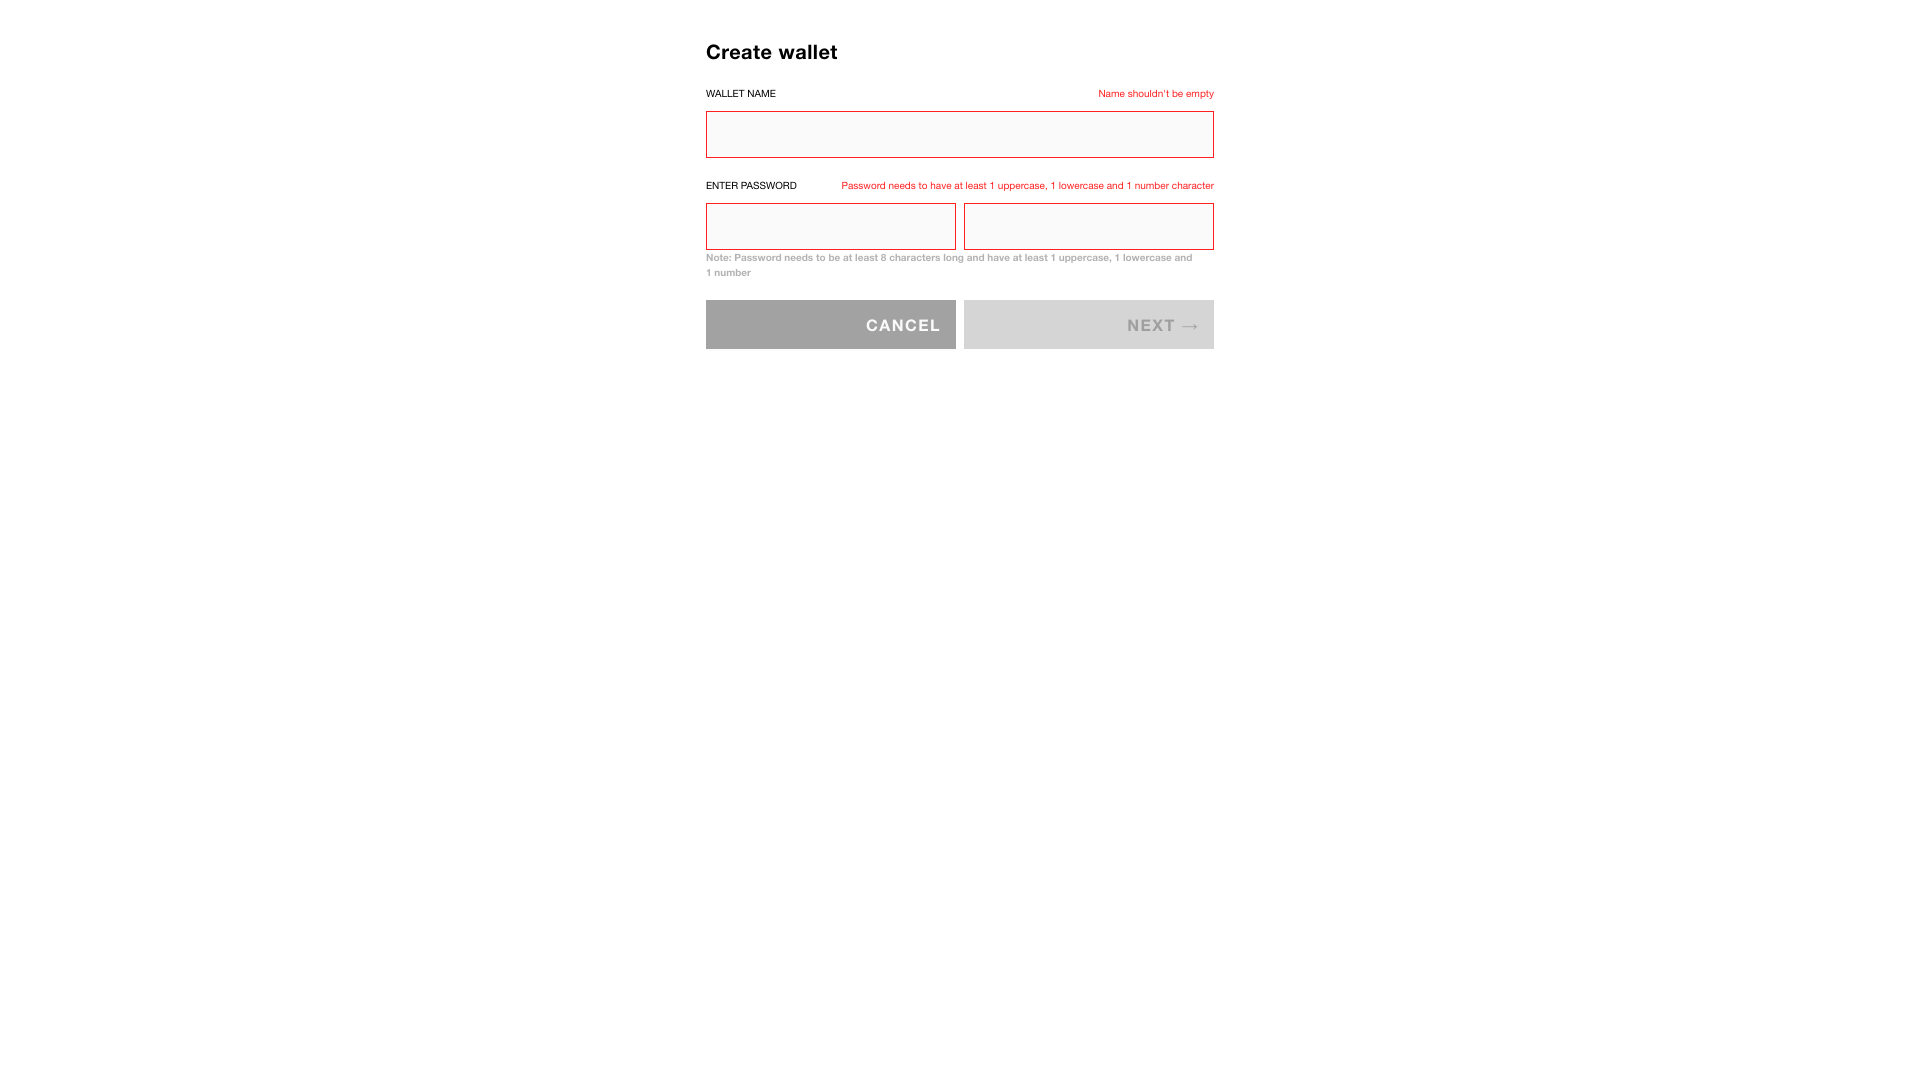 Create wallet
WALLET NAME
Name shouldn't be empty
ENTER PASSWORD
Password needs to have at least 1 uppercase, 1 lowercase and 1 number character
Note: Password needs to be at least 8 characters long and have at least 1 uppercase, 1 lowercase and
1 number
CANCEL
NEXT →